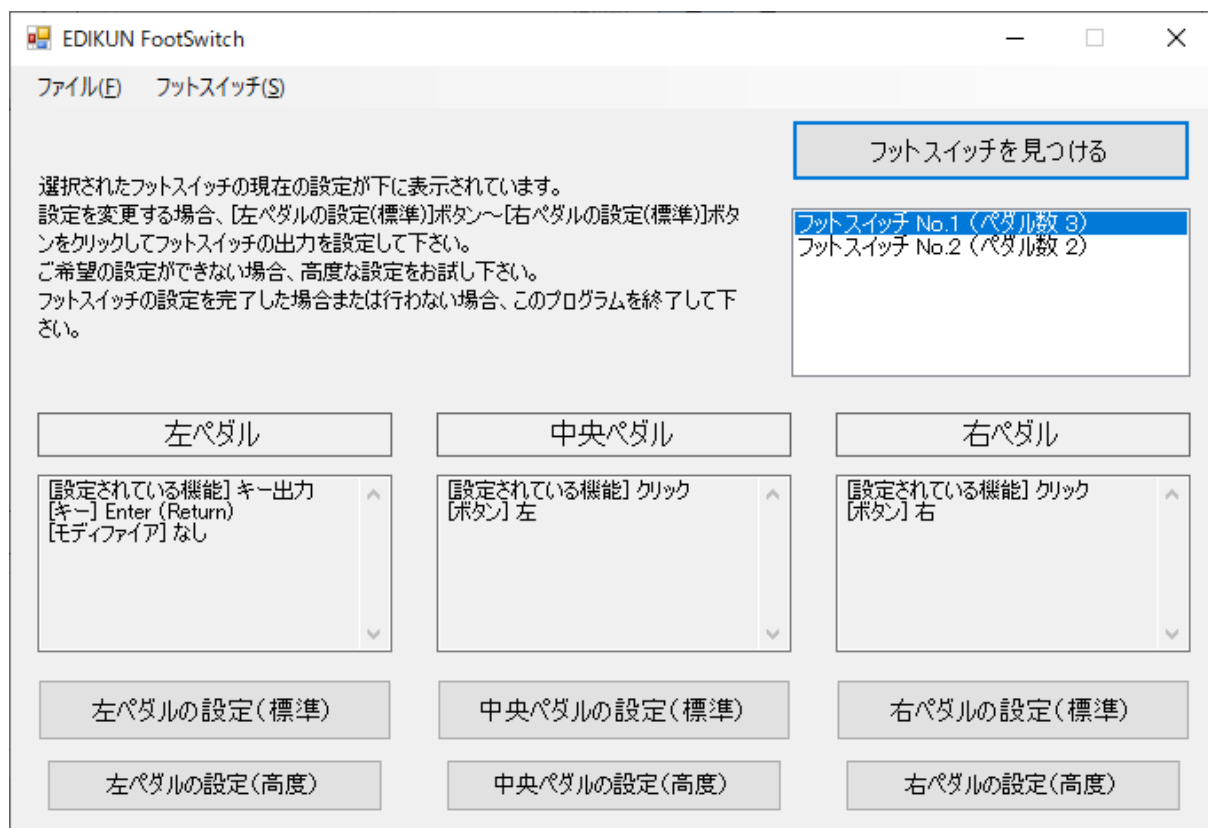 EDIKUN FootSwitch
ファイル(F) フットスイッチ(S)
フットスイッチを見つける
選択されたフットスイッチの現在の設定が下に表示されています。
設定を変更する場合、[左ペダルの設定(標準)]ボタン～[右ペダルの設定(標準)]ボタ
ンをクリックしてフットスイッチの出力を設定して下さい。
ご希望の設定ができない場合、高度な設定をお試し下さい。
フットスイッチの設定を完了した場合または行わない場合、このプログラムを終了して下
さい。
フットスイッチ No.1 (ペダル数 3)
フットスイッチ No.2 (ペダル数 2)
左ペダル
[設定されている機能] キー出力
[キー] Enter (Return)
[モディファイア] なし
中央ペダル
[設定されている機能] クリック
[ボタン] 左
右ペダル
[設定されている機能] クリック
[ボタン] 右
左ペダルの設定(標準)
中央ペダルの設定(標準)
右ペダルの設定(標準)
左ペダルの設定(高度)
中央ペダルの設定(高度)
右ペダルの設定(高度)